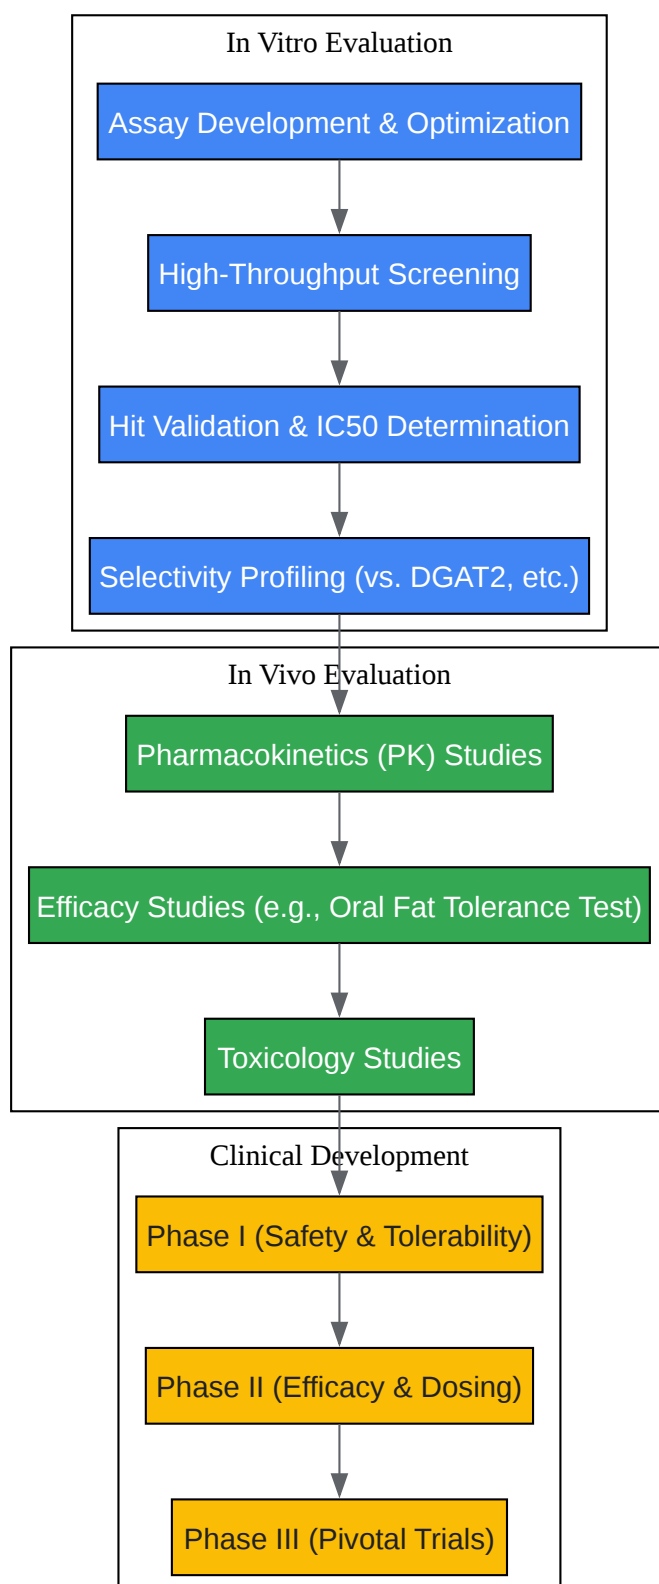 In Vitro Evaluation
Assay Development & Optimization
High-Throughput Screening
Hit Validation & IC50 Determination
Selectivity Profiling (vs. DGAT2, etc.)
In Vivo Evaluation
Pharmacokinetics (PK) Studies
Efficacy Studies (e.g., Oral Fat Tolerance Test)
Toxicology Studies
Clinical Development
Phase I (Safety & Tolerability)
Phase II (Efficacy & Dosing)
Phase III (Pivotal Trials)